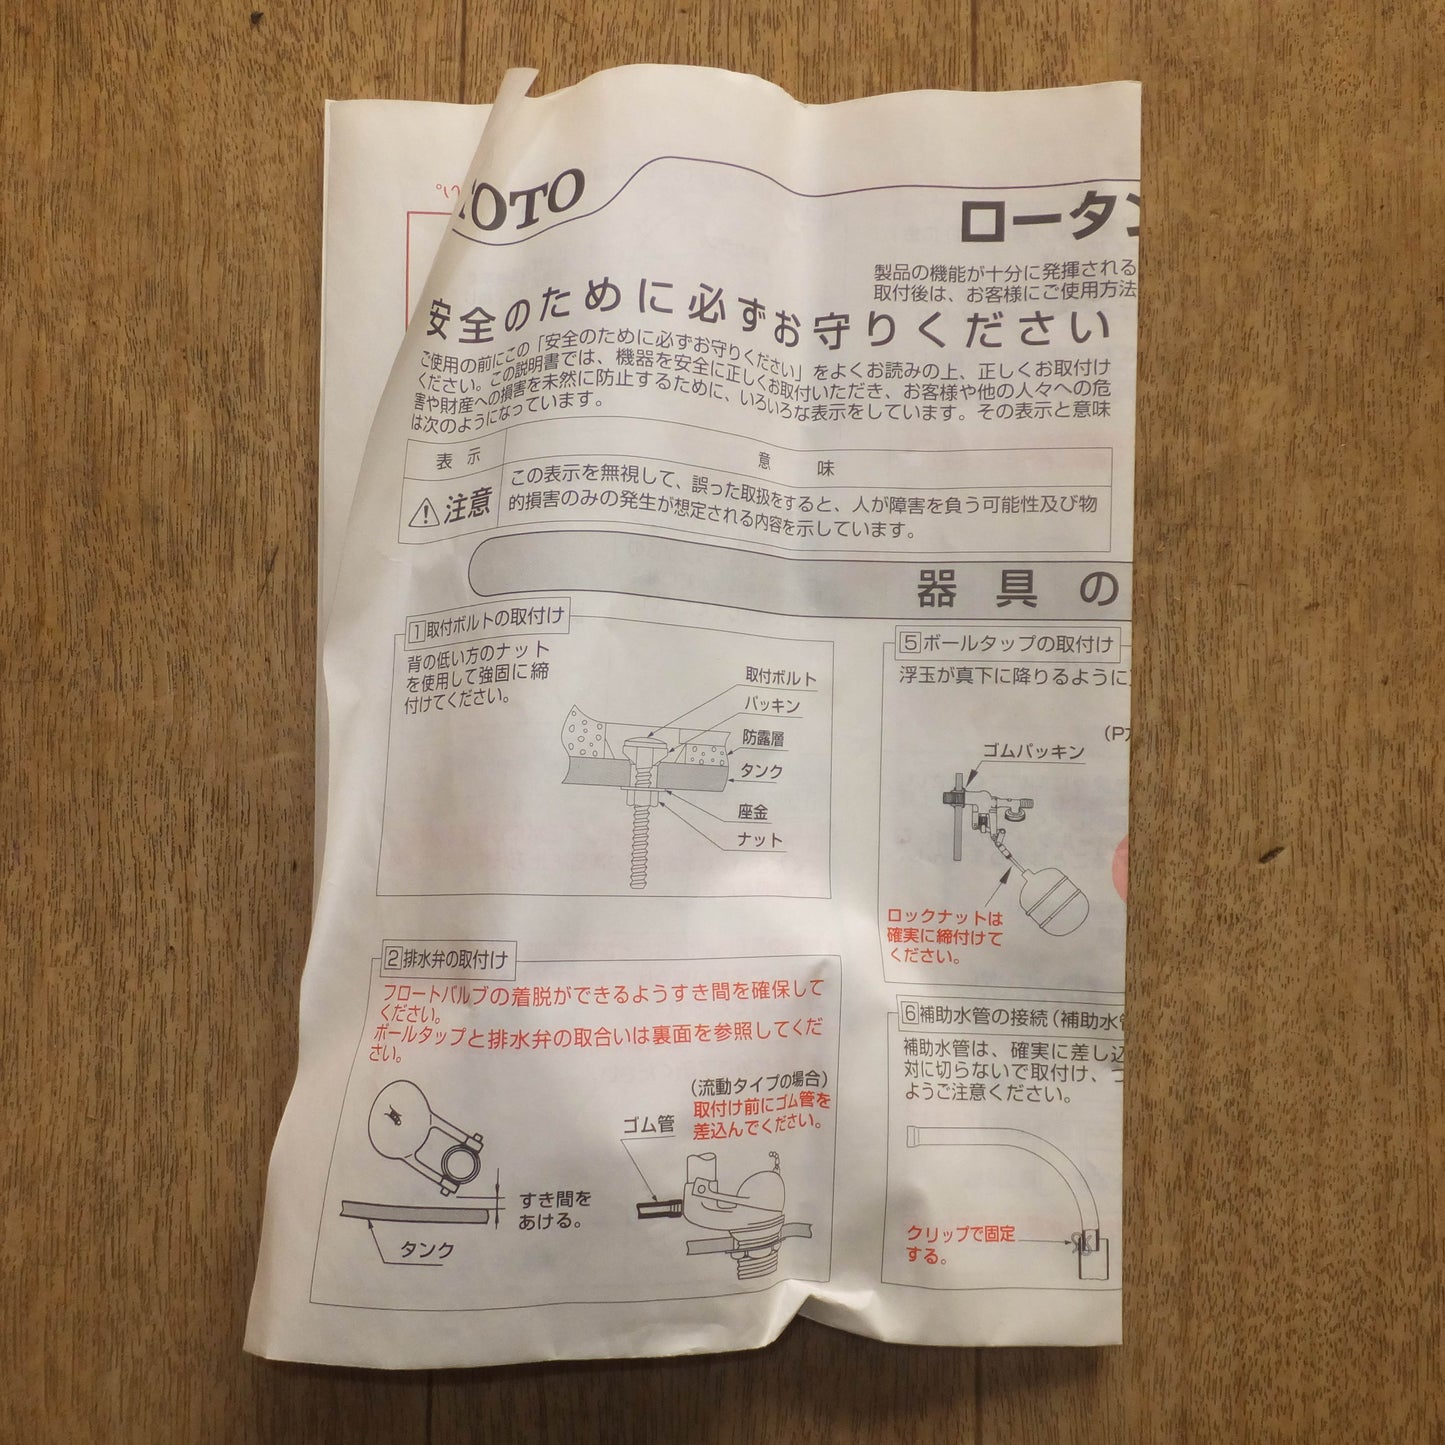 TOTO
ロータン
製品の機能が十分に発揮される
取付後は、お客様にご使用方法
安全のために必ずお守りください
ご使用の前にこの「安全のために必ずお守りください」をよくお読みの上、正しくお取付け
ください。この説明書では、機器を安全に正しくお取付いただき、お客様や他の人々への危
害や財産への損害を未然に防止するために、いろいろな表示をしています。その表示と意味
は次のようになっています。
表示 意味
注意
この表示を無視して、誤った取扱をすると、人が障害を負う可能性及び物
的損害のみの発生が想定される内容を示しています。
器具の
1 取付ボルトの取付け
背の低い方のナット
を使用して強固に締
付けてください。
取付ボルト
パッキン
防露層
タンク
座金
ナット
2 排水弁の取付け
フロートバルブの着脱ができるようすき間を確保して
ください。
ボールタップと排水弁の取合いは裏面を参照してくだ
さい。
すき間を
あける。
タンク
(流動タイプの場合)
取付け前にゴム管を
差込んでください。
ゴム管
5 ボールタップの取付け
浮玉が真下に降りるように
(P
ゴムパッキン
ロックナットは
確実に締付けて
ください。
6 補助水管の接続(補助水管
補助水管は、確実に差し込
対に切らないで取付け、つ
ようご注意ください。
クリップで固定
する。